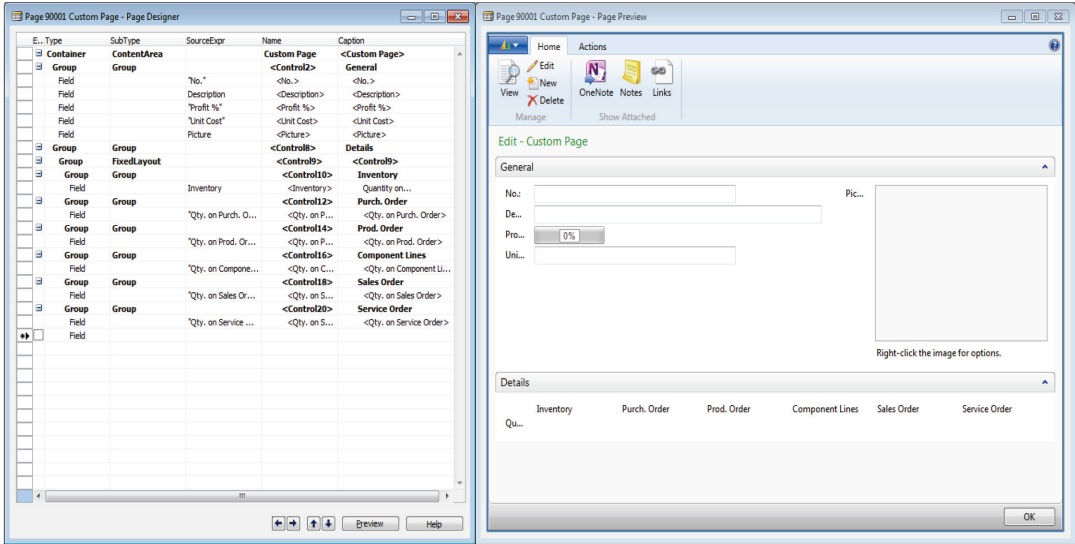 Page 90001 Custom Page - Page Designer
E.. Type SubType SourceExpr Name Caption
Container ContentArea Custom Page <Custom Page>
Group Group <Control2> General
Field "No." <No.> <No.>
Field Description <Description> <Description>
Field "Profit %" <Profit %> <Profit %>
Field "Unit Cost" <Unit Cost> <Unit Cost>
Field Picture <Picture> <Picture>
Group Group <Control8> Details
Group FixedLayout <Control9> <Control9>
Group Group <Control10> Inventory
Field Inventory <Inventory> Quantity on...
Group Group <Control12> Purch. Order
Field "Qty. on Purch. O... <Qty. on P... <Qty. on Purch. Order>
Group Group <Control14> Prod. Order
Field "Qty. on Prod. Or... <Qty. on P... <Qty. on Prod. Order>
Group Group <Control16> Component Lines
Field "Qty. on Compone... <Qty. on C... <Qty. on Component Li...
Group Group <Control18> Sales Order
Field "Qty. on Sales Or... <Qty. on S... <Qty. on Sales Order>
Group Group <Control20> Service Order
Field "Qty. on Service ... <Qty. on S... <Qty. on Service Order>
Field
Preview Help
Page 90001 Custom Page - Page Preview
Home Actions
View Edit New Delete OneNote Notes Links
Manage Show Attached
Edit - Custom Page
General
No.: Pic...
De...
Pro... 0%
Uni...
Right-click the image for options.
Details
Inventory Purch. Order Prod. Order Component Lines Sales Order Service Order
Qu...
OK